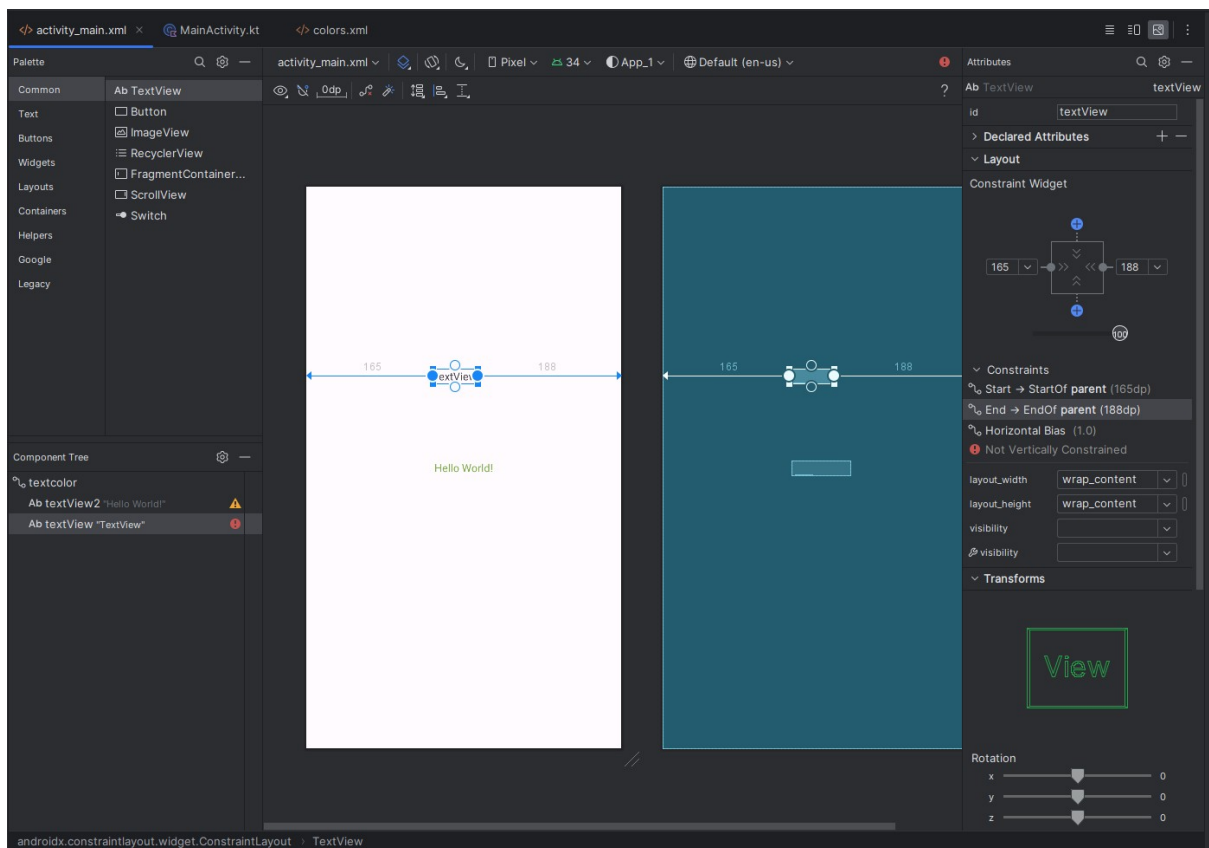 activity_main.xml MainActivity.kt colors.xml
Palette
Common
Text
Buttons
Widgets
Layouts
Containers
Helpers
Google
Legacy
Ab TextView
Button
ImageView
RecyclerView
FragmentContainer...
ScrollView
Switch
activity_main.xml Pixel 34 App_1 Default (en-us)
0dp
?
165 extView 188
Hello World!
165 188
Component Tree
textcolor
Ab textView2 "Hello World!"
Ab textView "TextView"
Attributes
Ab TextView textView
id textView
Declared Attributes
Layout
Constraint Widget
165 188
100
Constraints
Start → StartOf parent (165dp)
End → EndOf parent (188dp)
Horizontal Bias (1.0)
Not Vertically Constrained
layout_width wrap_content
layout_height wrap_content
visibility
visibility
Transforms
View
Rotation
x 0
y 0
z 0
androidx.constraintlayout.widget.ConstraintLayout > TextView